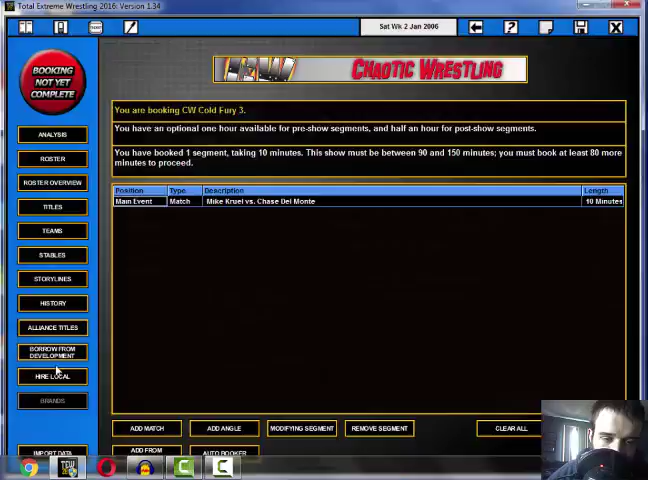 Total Extreme Wrestling 2016: Version 1.34
Sat Wk 2 Jan 2006
BOOKING
NOT YET
COMPLETE
CHAOTIC WRESTLING
You are booking CW Cold Fury 3.
You have an optional one hour available for pre-show segments, and half an hour for post-show segments.
You have booked 1 segment, taking 10 minutes. This show must be between 90 and 150 minutes; you must book at least 80 more
minutes to proceed.
Position Type Description Length
Main Event Match Mike Kruel vs. Chase Del Monte 10 Minutes
ANALYSIS
ROSTER
ROSTER OVERVIEW
TITLES
TEAMS
STABLES
STORYLINES
HISTORY
ALLIANCE TITLES
BORROW FROM
DEVELOPMENT
HIRE LOCAL
BRANDS
IMPORT DATA
ADD MATCH ADD ANGLE MODIFYING SEGMENT REMOVE SEGMENT CLEAR ALL
ADD FROM AUTO BOOKER